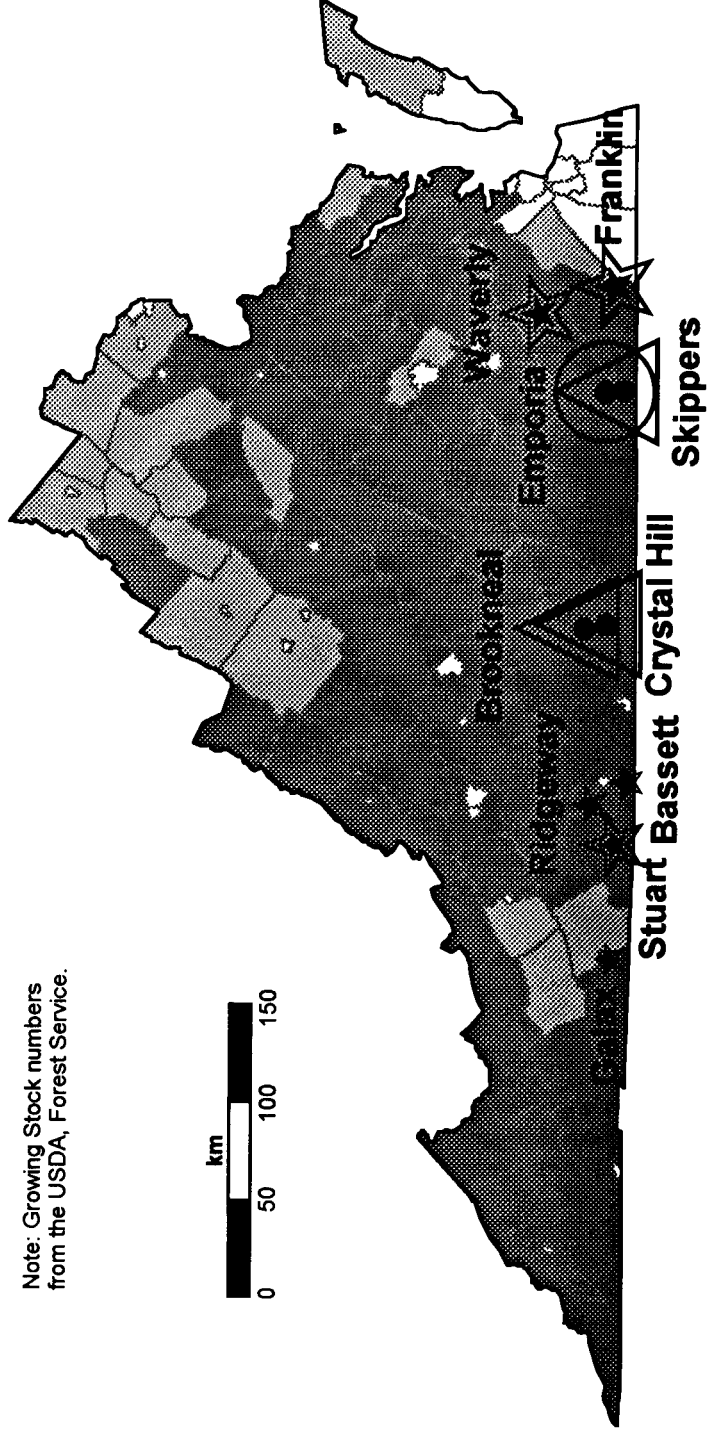 Note: Growing Stock numbers
from the USDA, Forest Service.
km
0 50 100 150
Galax
Stuart
Ridgeway
Bassett
Brookneal
Crystal Hill
Emporia
Skippers
Waverly
Franklin